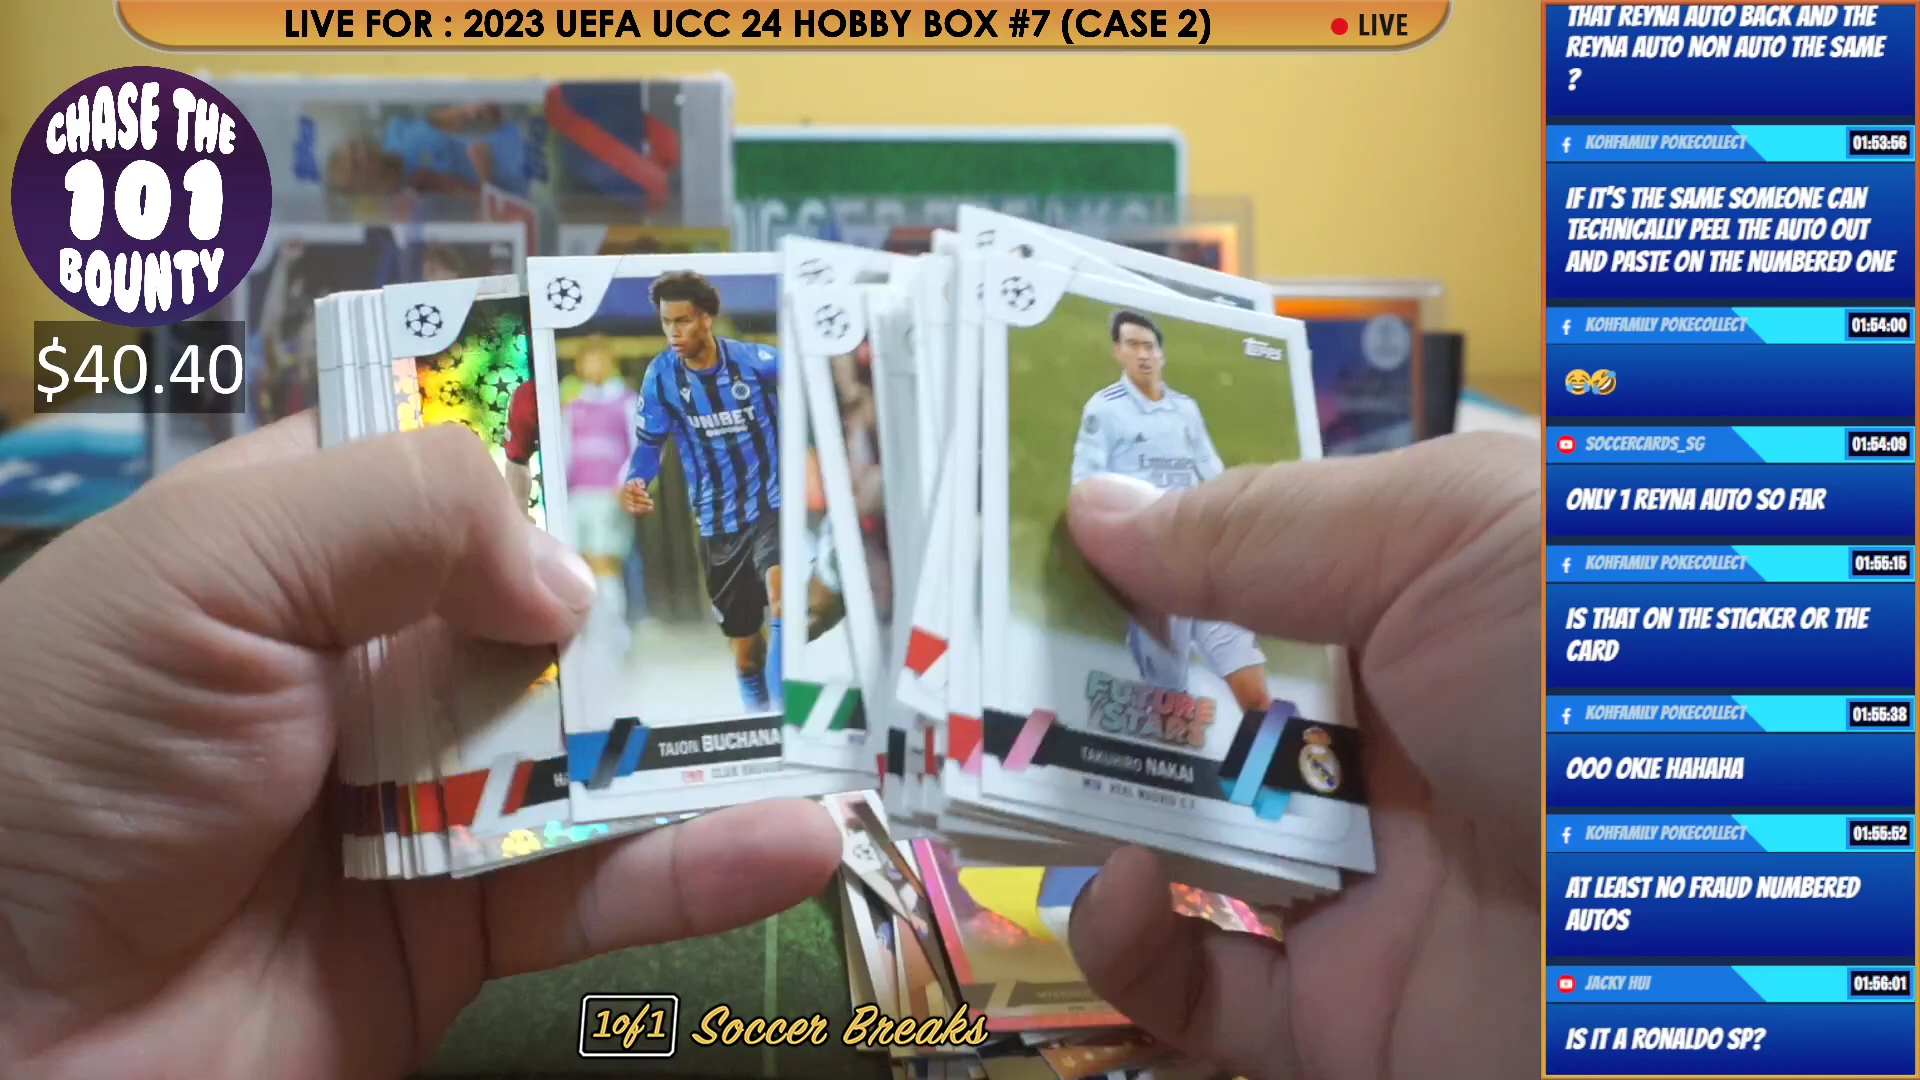 LIVE FOR : 2023 UEFA UCC 24 HOBBY BOX #7 (CASE 2)
LIVE
CHASE THE
101
BOUNTY
$40.40
UNIBET
TAJON BUCHANA
CLUB
topps
Emirates
FUTURE
STARS
TAKUHIRO NAKAI
MID REAL MADRID C.F.
1of1 Soccer Breaks
THAT REYNA AUTO BACK AND THE
REYNA AUTO NON AUTO THE SAME
?
KOHFAMILY POKECOLLECT 01:53:56
IF IT'S THE SAME SOMEONE CAN
TECHNICALLY PEEL THE AUTO OUT
AND PASTE ON THE NUMBERED ONE
KOHFAMILY POKECOLLECT 01:54:00
😂🤣
SOCCERCARDS_SG 01:54:09
ONLY 1 REYNA AUTO SO FAR
KOHFAMILY POKECOLLECT 01:55:15
IS THAT ON THE STICKER OR THE
CARD
KOHFAMILY POKECOLLECT 01:55:38
OOO OKIE HAHAHA
KOHFAMILY POKECOLLECT 01:55:52
AT LEAST NO FRAUD NUMBERED
AUTOS
JACKY HUI 01:56:01
IS IT A RONALDO SP?